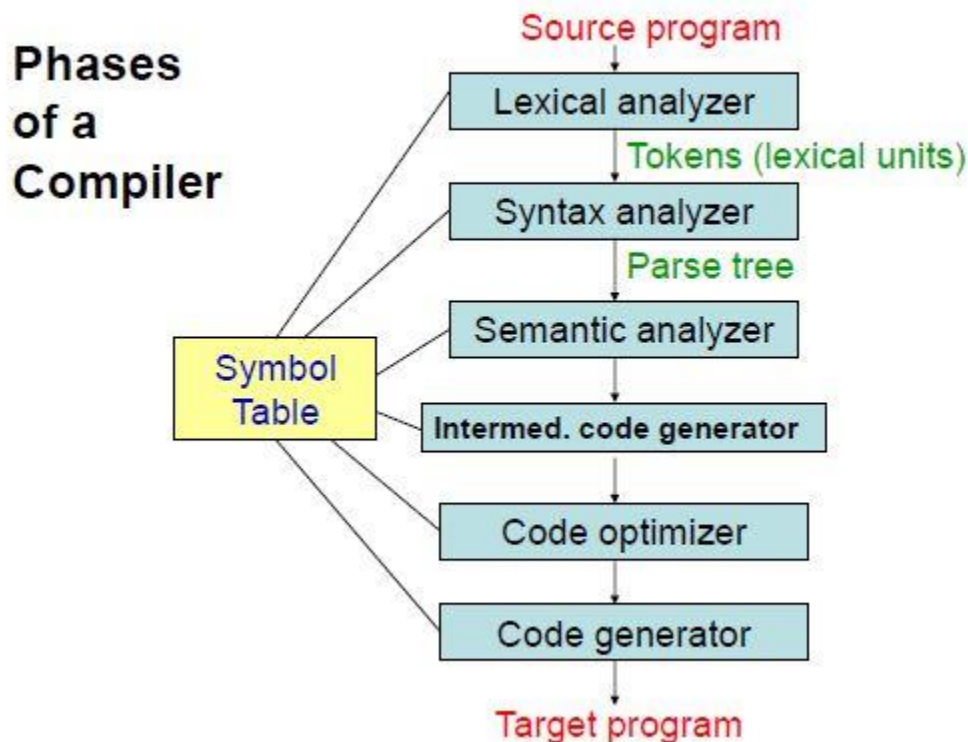 Phases
of a
Compiler
Source program
Lexical analyzer
Tokens (lexical units)
Syntax analyzer
Parse tree
Semantic analyzer
Symbol
Table
Intermed. code generator
Code optimizer
Code generator
Target program